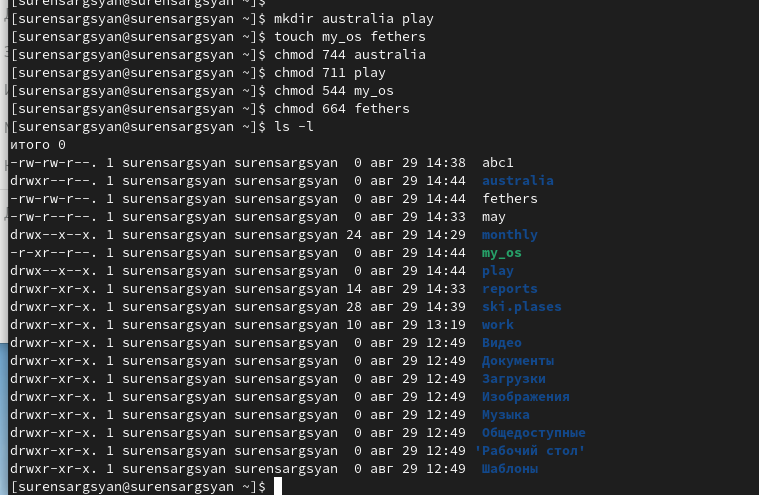 [surensargsyan@surensargsyan ~]$
[surensargsyan@surensargsyan ~]$ mkdir australia play
[surensargsyan@surensargsyan ~]$ touch my_os fethers
[surensargsyan@surensargsyan ~]$ chmod 744 australia
[surensargsyan@surensargsyan ~]$ chmod 711 play
[surensargsyan@surensargsyan ~]$ chmod 544 my_os
[surensargsyan@surensargsyan ~]$ chmod 664 fethers
[surensargsyan@surensargsyan ~]$ ls -l
итого 0
-rw-rw-r--. 1 surensargsyan surensargsyan  0 авг 29 14:38  abc1
drwxr--r--. 1 surensargsyan surensargsyan  0 авг 29 14:44  australia
-rw-rw-r--. 1 surensargsyan surensargsyan  0 авг 29 14:44  fethers
-rw-r--r--. 1 surensargsyan surensargsyan  0 авг 29 14:33  may
drwx--x--x. 1 surensargsyan surensargsyan 24 авг 29 14:29  monthly
-r-xr--r--. 1 surensargsyan surensargsyan  0 авг 29 14:44  my_os
drwx--x--x. 1 surensargsyan surensargsyan  0 авг 29 14:44  play
drwxr-xr-x. 1 surensargsyan surensargsyan 14 авг 29 14:33  reports
drwxr-xr-x. 1 surensargsyan surensargsyan 28 авг 29 14:39  ski.plases
drwxr-xr-x. 1 surensargsyan surensargsyan 10 авг 29 13:19  work
drwxr-xr-x. 1 surensargsyan surensargsyan  0 авг 29 12:49  Видео
drwxr-xr-x. 1 surensargsyan surensargsyan  0 авг 29 12:49  Документы
drwxr-xr-x. 1 surensargsyan surensargsyan  0 авг 29 12:49  Загрузки
drwxr-xr-x. 1 surensargsyan surensargsyan  0 авг 29 12:49  Изображения
drwxr-xr-x. 1 surensargsyan surensargsyan  0 авг 29 12:49  Музыка
drwxr-xr-x. 1 surensargsyan surensargsyan  0 авг 29 12:49  Общедоступные
drwxr-xr-x. 1 surensargsyan surensargsyan  0 авг 29 12:49 'Рабочий стол'
drwxr-xr-x. 1 surensargsyan surensargsyan  0 авг 29 12:49  Шаблоны
[surensargsyan@surensargsyan ~]$